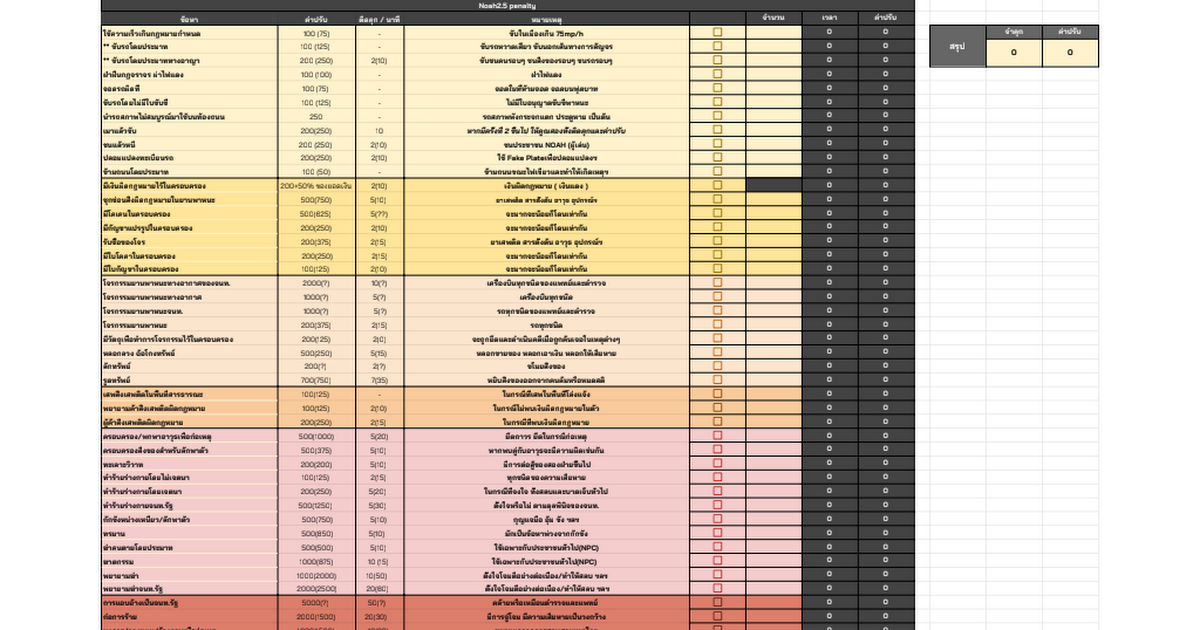 Noah2.5 penalty
ข้อหา ค่าปรับ ติดคุก / นาที หมายเหตุ จำนวน เวลา ค่าปรับ
ใช้ความเร็วเกินกฎหมายกำหนด 100 (75) - ขับในเมืองเกิน 75mp/h 0 0
** ขับรถโดยประมาท 100 (125) - ขับรถหวาดเสียว ขับนอกเส้นทางการสัญจร 0 0
** ขับรถโดยประมาททางอาญา 200 (250) 2(10) ขับชนคนรอบๆ ชนสิ่งของรอบๆ ชนรถรอบๆ 0 0
ฝ่าฝืนกฎจราจร ผ่าไฟแดง 100 (100) - ฝ่าไฟแดง 0 0
จอดรถผิดที่ 100 (75) - จอดในที่ห้ามจอด จอดบนฟุตบาท 0 0
ขับรถโดยไม่มีใบขับขี่ 100 (125) - ไม่มีใบอนุญาตขับขี่พาหนะ 0 0
นำรถสภาพไม่สมบูรณ์มาใช้บนท้องถนน 250 - รถสภาพพังกระจกแตก ประตูหาย เป็นต้น 0 0
เมาแล้วขับ 200(250) 10 หากมีครั้งที่ 2 ขึ้นไป ให้คูณสองทั้งติดคุกและค่าปรับ 0 0
ชนแล้วหนี 200 (250) 2(10) ชนประชาชน NOAH (ผู้เล่น) 0 0
ปลอมแปลงทะเบียนรถ 200(250) 2(10) ใช้ Fake Plateเพื่อปลอมแปลงฯ 0 0
ข้ามถนนโดยประมาท 100 (50) - ข้ามถนนขณะไฟเขียวและทำให้เกิดเหตุฯ 0 0
มีเงินผิดกฎหมายไว้ในครอบครอง 200+50% ของยอดเงิน 2(10) เงินผิดกฎหมาย ( เงินแดง ) 0 0
ซุกซ่อนสิ่งผิดกฎหมายในยานพาหนะ 500(750) 5(10) ยาเสพติด สารตั้งต้น อาวุธ อุปกรณ์ฯ 0 0
มีโคเคนในครอบครอง 500(625) 5(??) จะมากจะน้อยก็โดนเท่ากัน 0 0
มีกัญชาแปรรูปในครอบครอง 200(250) 2(10) จะมากจะน้อยก็โดนเท่ากัน 0 0
รับซื้อของโจร 200(375) 2(15) ยาเสพติด สารตั้งต้น อาวุธ อุปกรณ์ฯ 0 0
มีใบโคคาในครอบครอง 200(250) 2(15) จะมากจะน้อยก็โดนเท่ากัน 0 0
มีใบกัญชาในครอบครอง 100(125) 2(10) จะมากจะน้อยก็โดนเท่ากัน 0 0
โจรกรรมยานพาหนะทางอากาศของจนท. 2000(?) 10(?) เครื่องบินทุกชนิดของแพทย์และตำรวจ 0 0
โจรกรรมยานพาหนะทางอากาศ 1000(?) 5(?) เครื่องบินทุกชนิด 0 0
โจรกรรมยานพาหนะจนท. 1000(?) 5(?) รถทุกชนิดของแพทย์และตำรวจ 0 0
โจรกรรมยานพาหนะ 200(375) 2(15) รถทุกชนิด 0 0
มีวัตถุเพื่อทำการโจรกรรมไว้ในครอบครอง 200(125) จะถูกยึดและดำเนินคดีเมื่อถูกค้นเจอในเหตุต่างๆ 0 0
หลอกลวง ฉ้อโกงทรัพย์ 500(250) 5(15) หลอกขายของ หลอกเอาเงิน หลอกให้เสียหาย 0 0
ลักทรัพย์ 200(?) 2(?) ขโมยสิ่งของ 0 0
รูดทรัพย์ 700(750) 7(35) หยิบสิ่งของออกจากคนล้มหรือหมดสติ 0 0
เสพสิ่งเสพติดในพื้นที่สาธารณะ 100(125) - ในกรณีที่เสพในพื้นที่โล่งแจ้ง 0 0
พยายามค้าสิ่งเสพติดผิดกฎหมาย 100(125) 2(10) ในกรณีไม่พบเงินผิดกฎหมายในตัว 0 0
ผู้ค้าสิ่งเสพติดผิดกฎหมาย 200(250) 2(15) ในกรณีที่พบเงินผิดกฎหมาย 0 0
ครอบครอง/พกพาอาวุธเพื่อก่อเหตุ 500(1000) 5(20) ยึดถาวร ยึดในกรณีก่อเหตุ 0 0
ครอบครองสิ่งของสำหรับลักพาตัว 500(375) 5(10) หากพบคู่กับอาวุธจะมีความผิดเช่นกัน 0 0
ทะเลาะวิวาท 200(200) 5(10) มีการต่อสู้ของสองฝ่ายขึ้นไป 0 0
ทำร้ายร่างกายโดยไม่เจตนา 100(125) 2(15) ทุกชนิดของความเสียหาย 0 0
ทำร้ายร่างกายโดยเจตนา 200(250) 5(20) ในกรณีที่จงใจ ทั้งสลบและบาดเจ็บทั่วไป 0 0
ทำร้ายร่างกายจนท.รัฐ 500(1250) 5(30) ตั้งใจหรือไม่ ตามดุลพินิจของจนท. 0 0
กักขังหน่วงเหนี่ยว/ลักพาตัว 500(750) 5(10) กุญแจมือ อุ้ม ขัง ฯลฯ 0 0
ทรมาน 500(850) 5(10) มักเป็นข้อหาพ่วงจากกักขัง 0 0
ฆ่าคนตายโดยประมาท 500(500) 5(10) ใช้เฉพาะกับประชาชนทั่วไป(NPC) 0 0
ฆาตกรรม 1000(875) 10 (15) ใช้เฉพาะกับประชาชนทั่วไป(NPC) 0 0
พยายามฆ่า 1000(2000) 10(50) ตั้งใจโจมตีอย่างต่อเนื่อง/ทำให้สลบ ฯลฯ 0 0
พยายามฆ่าจนท.รัฐ 2000(2500) 20(60) ตั้งใจโจมตีอย่างต่อเนื่อง/ทำให้สลบ ฯลฯ 0 0
การแอบอ้างเป็นจนท.รัฐ 5000(?) 50(?) คล้ายหรือเหมือนตำรวจและแพทย์ 0 0
ก่อการร้าย 2000(1500) 20(30) มีการจู่โจม มีความเสียหายเป็นวงกว้าง 0 0
สรุป จำคุก ค่าปรับ
0 0